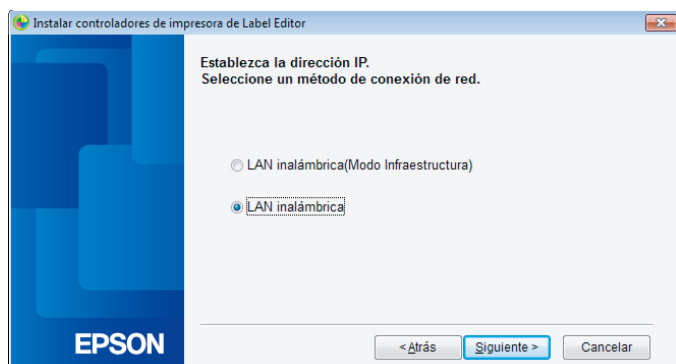 Instalar controladores de impresora de Label Editor
Establezca la dirección IP.
Seleccione un método de conexión de red.
LAN inalámbrica(Modo Infraestructura)
LAN inalámbrica
EPSON
< Atrás
Siguiente >
Cancelar